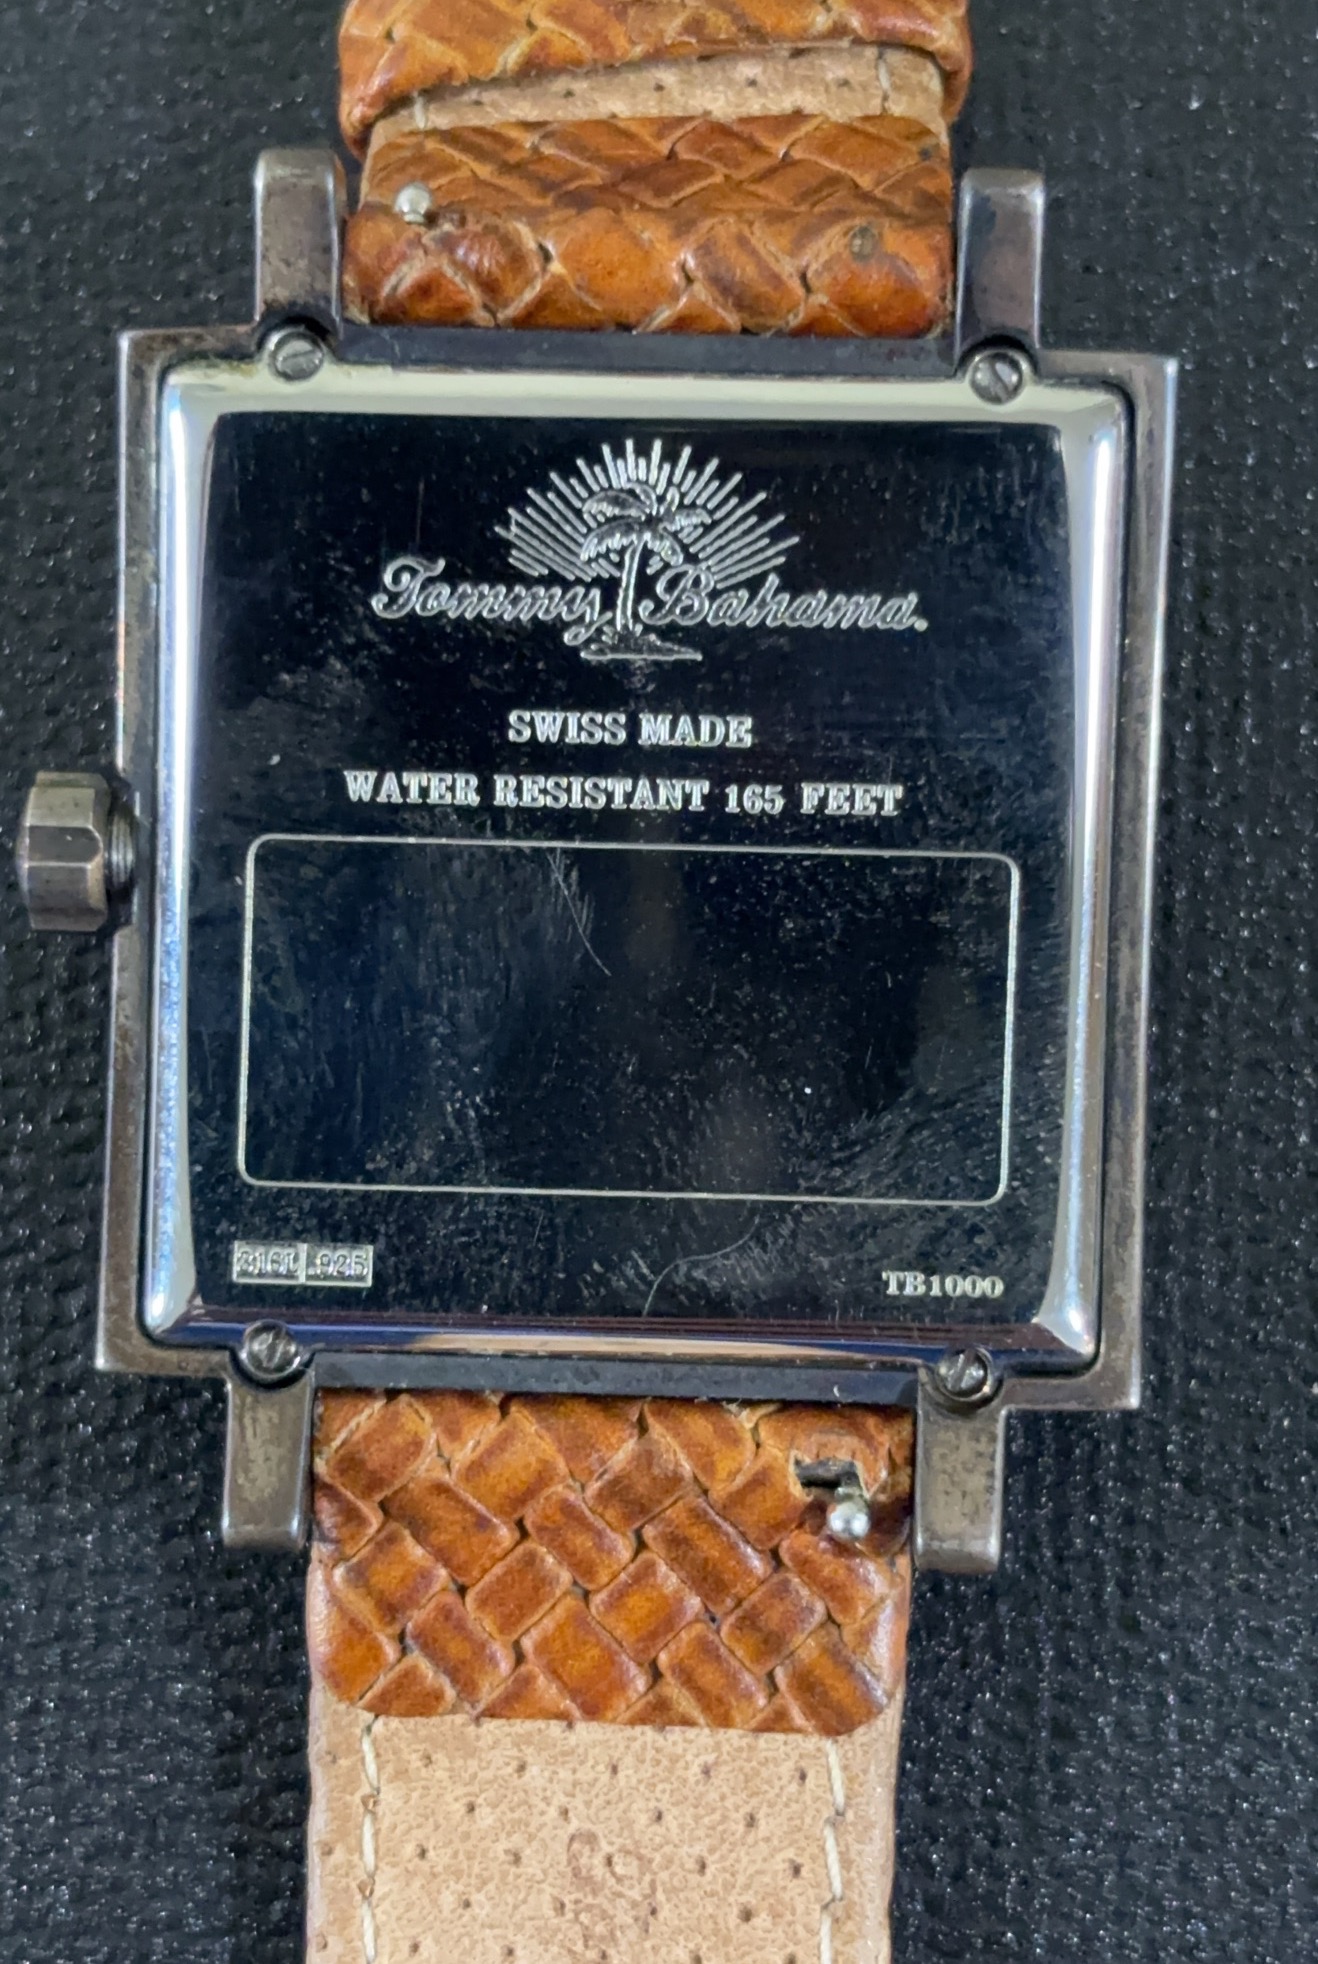 Tommy Bahama.
SWISS MADE
WATER RESISTANT 165 FEET
316L .925
TB1000